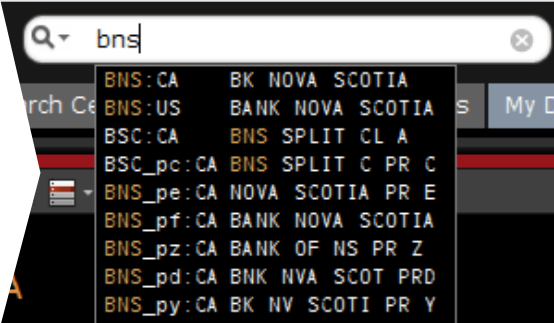 bns
BNS:CA BK NOVA SCOTIA
BNS:US BANK NOVA SCOTIA
BSC:CA BNS SPLIT CL A
BSC_pc:CA BNS SPLIT C PR C
BNS_pe:CA NOVA SCOTIA PR E
BNS_pf:CA BANK NOVA SCOTIA
BNS_pz:CA BANK OF NS PR Z
BNS_pd:CA BNK NVA SCOT PRD
BNS_py:CA BK NV SCOTI PR Y
My